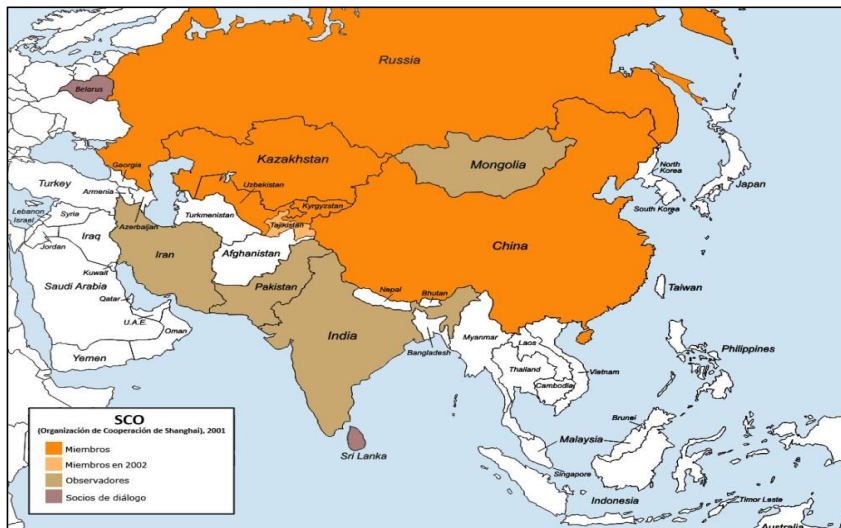 Russia
Belarus
Kazakhstan
Mongolia
Georgia
Uzbekistan
North
Korea
Turkey
Armenia
Kyrgyzstan
Japan
Turkmenistan
Tajikistan
South Korea
Lebanon
Israel
Syria
Azerbaijan
China
Iraq
Iran
Afghanistan
Jordan
Kuwait
Pakistan
Nepal
Bhutan
Saudi Arabia
Qatar
Taiwan
U.A.E.
Oman
India
Myanmar
Laos
Bangladesh
Philippines
Yemen
Thailand
Vietnam
Cambodia
Brunei
Malaysia
Sri Lanka
Singapore
Indonesia
Timor Leste
Australia
SCO
(Organización de Cooperación de Shanghai), 2001
Miembros
Miembros en 2002
Observadores
Socios de diálogo